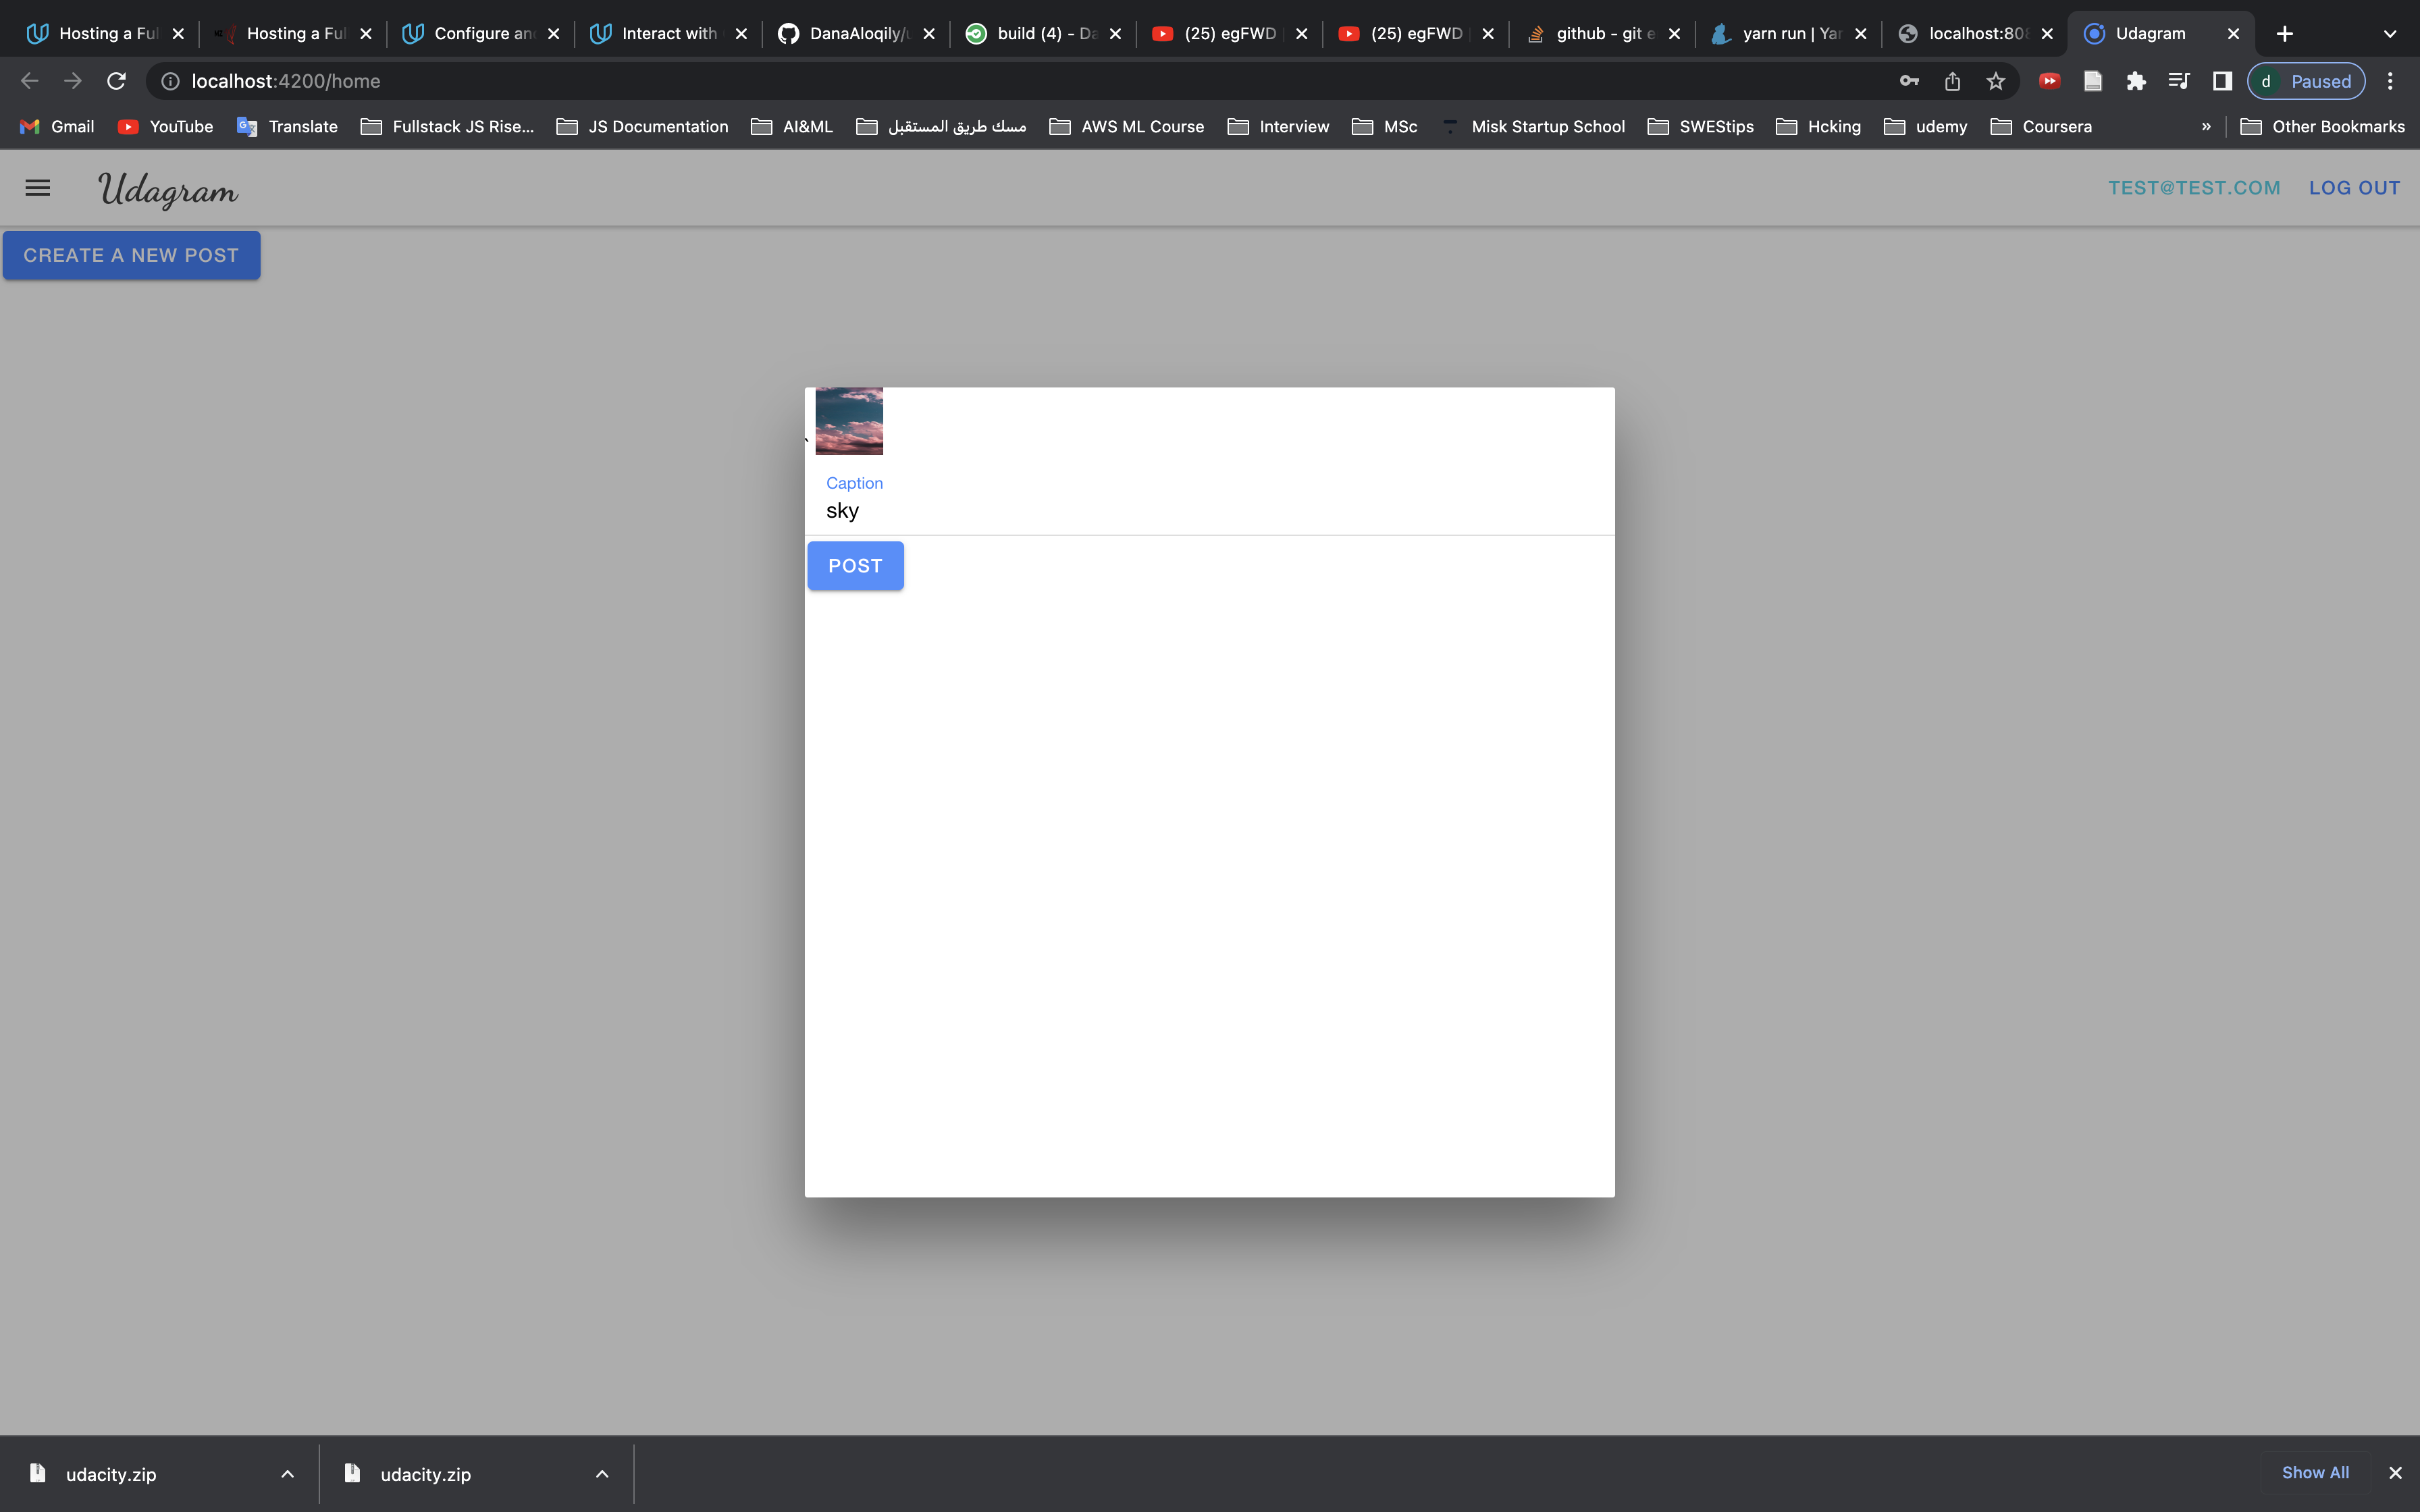 Hosting a Ful
Hosting a Ful
Configure an
Interact with
DanaAloqily/u
build (4) - Da
(25) egFWD
(25) egFWD
github - git e
yarn run | Yar
localhost:808
Udagram
localhost:4200/home
d Paused
Gmail
YouTube
Translate
Fullstack JS Rise...
JS Documentation
AI&ML
مسك طريق المستقبل
AWS ML Course
Interview
MSc
Misk Startup School
SWEStips
Hcking
udemy
Coursera
»
Other Bookmarks
Udagram
TEST@TEST.COM
LOG OUT
CREATE A NEW POST
Caption
sky
POST
udacity.zip
udacity.zip
Show All